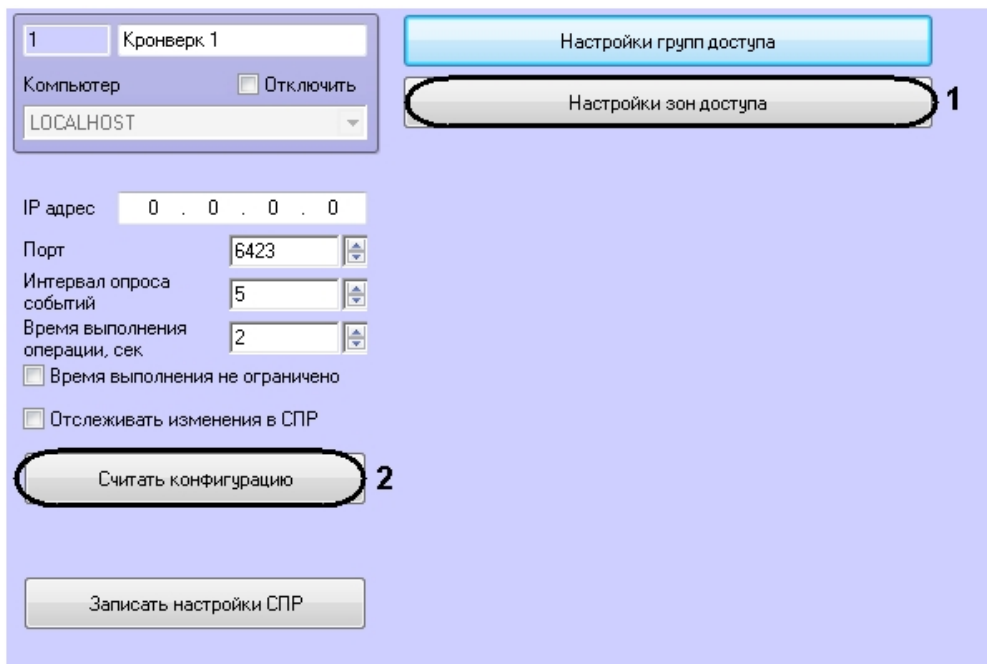 1 Кронверк 1
Компьютер Отключить
LOCALHOST
Настройки групп доступа
Настройки зон доступа 1
IP адрес 0 . 0 . 0 . 0
Порт 6423
Интервал опроса
событий 5
Время выполнения
операции, сек 2
Время выполнения не ограничено
Отслеживать изменения в СПР
Считать конфигурацию 2
Записать настройки СПР